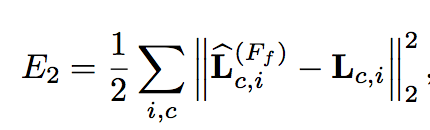 $E_2 = \frac{1}{2} \sum_{i,c} \left\| \widehat{\mathbf{L}}_{c,i}^{(F_f)} - \mathbf{L}_{c,i} \right\|_2^2,$